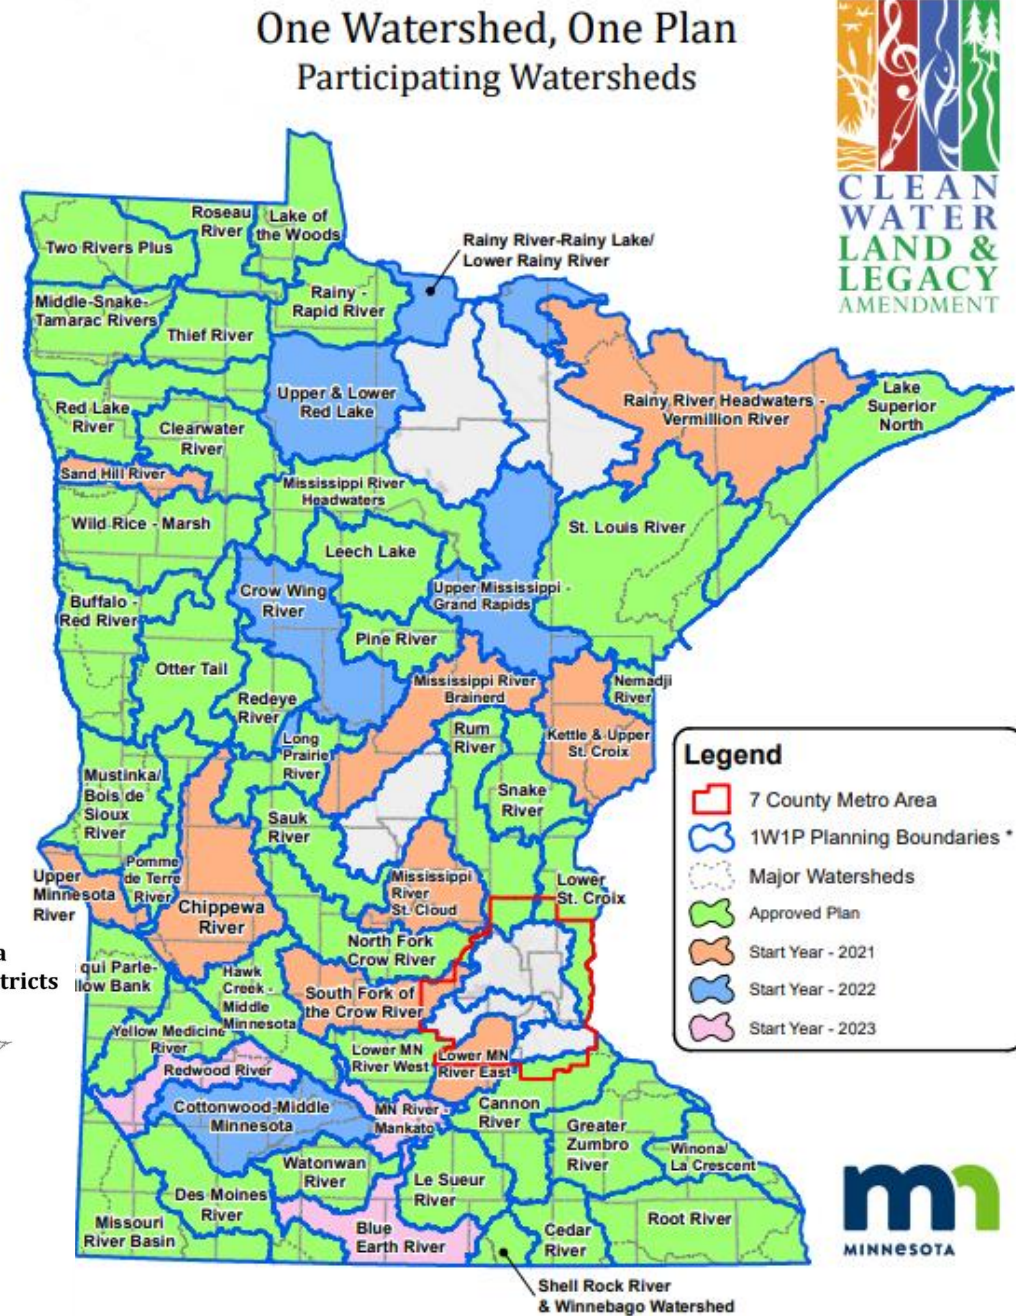 One Watershed, One Plan
Participating Watersheds
CLEAN
WATER
LAND &
LEGACY
AMENDMENT
Roseau
River
Lake of
the Woods
Two Rivers Plus
Rainy River-Rainy Lake/
Lower Rainy River
Rainy -
Rapid River
Middle-Snake-
Tamarac Rivers
Thief River
Upper & Lower
Red Lake
Rainy River Headwaters -
Vermillion River
Lake
Superior
North
Red Lake
River
Clearwater
River
Sand Hill River
Mississippi River
Headwaters
Wild Rice - Marsh
St. Louis River
Leech Lake
Crow Wing
River
Upper Mississippi -
Grand Rapids
Buffalo -
Red River
Pine River
Otter Tail
Mississippi River
Brainerd
Nemadji
River
Redeye
River
Rum
River
Kettle & Upper
St. Croix
Long
Prairie
River
Mustinka/
Bois de
Sioux
River
Snake
River
Sauk
River
Pomme
de Terre
River
Upper
Minnesota
River
Mississippi
River
St. Cloud
Lower
St. Croix
Chippewa
River
North Fork
Crow River
a
tricts
qui Parle-
llow Bank
Hawk
Creek -
Middle
Minnesota
South Fork of
the Crow River
Yellow Medicine
River
Lower MN
River West
Lower MN
River East
Redwood River
Cottonwood-Middle
Minnesota
MN River -
Mankato
Cannon
River
Greater
Zumbro
River
Winona/
La Crescent
Watonwan
River
Le Sueur
River
Des Moines
River
Missouri
River Basin
Blue
Earth River
Cedar
River
Root River
Shell Rock River
& Winnebago Watershed
Legend
7 County Metro Area
1W1P Planning Boundaries *
Major Watersheds
Approved Plan
Start Year - 2021
Start Year - 2022
Start Year - 2023
mn
MINNESOTA